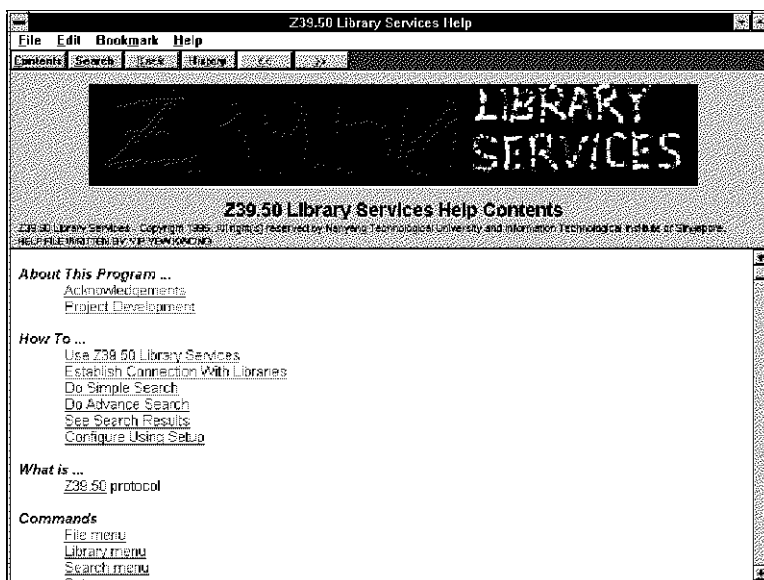 Z39.50 Library Services Help
File Edit Bookmark Help
Contents Search Back History << >>
LIBRARY
SERVICES
Z39.50 Library Services Help Contents
Z39.50 Library Services. Copyright 1995. All right(s) reserved by Nanyang Technological University and Information Technological Institute of Singapore.
HELP FILE WRITTEN BY YIP YEW
About This Program ...
Acknowledgements
Project Development
How To ...
Use Z39.50 Library Services
Establish Connection With Libraries
Do Simple Search
Do Advance Search
See Search Results
Configure Using Setup
What is ...
Z39.50 protocol
Commands
File menu
Library menu
Search menu